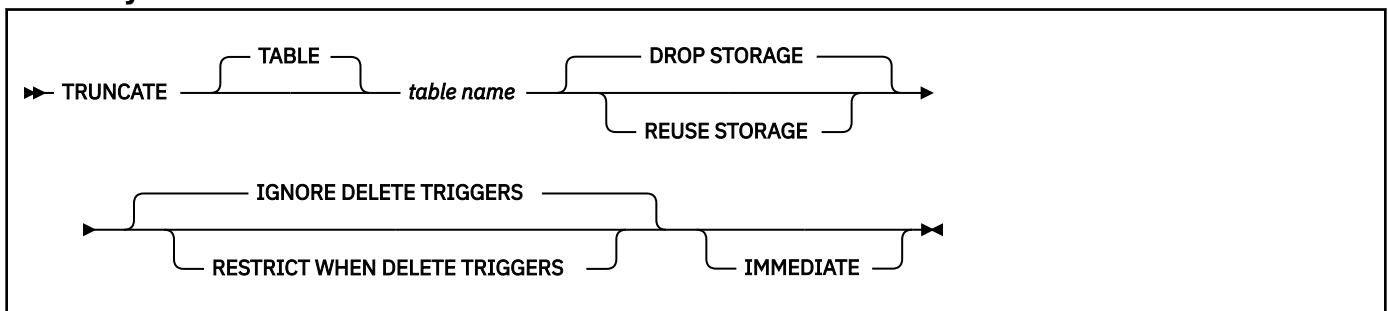 TABLE
DROP STORAGE
TRUNCATE table name
REUSE STORAGE
IGNORE DELETE TRIGGERS
RESTRICT WHEN DELETE TRIGGERS IMMEDIATE